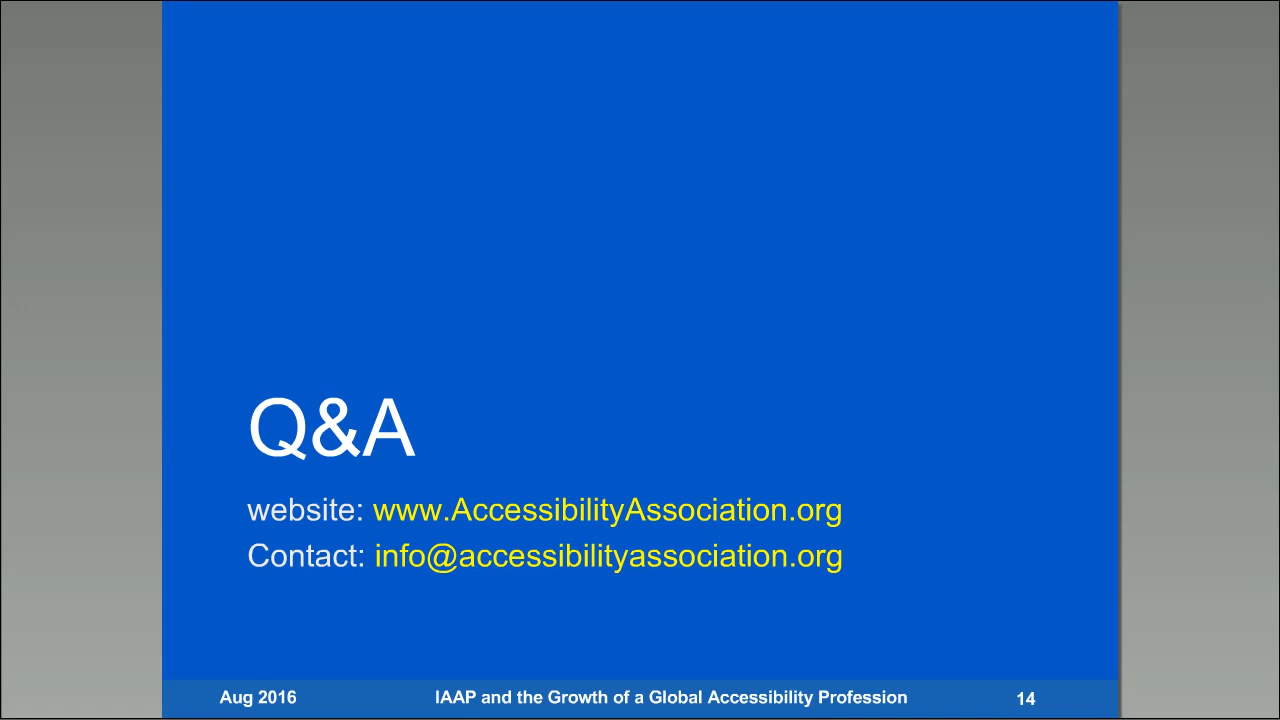 Q&A
website: www.AccessibilityAssociation.org
Contact: info@accessibilityassociation.org
Aug 2016 IAAP and the Growth of a Global Accessibility Profession 14